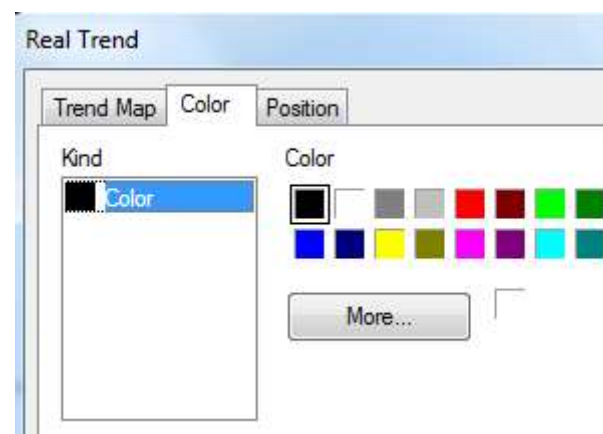 Real Trend
Trend Map Color Position
Kind Color
Color
More...